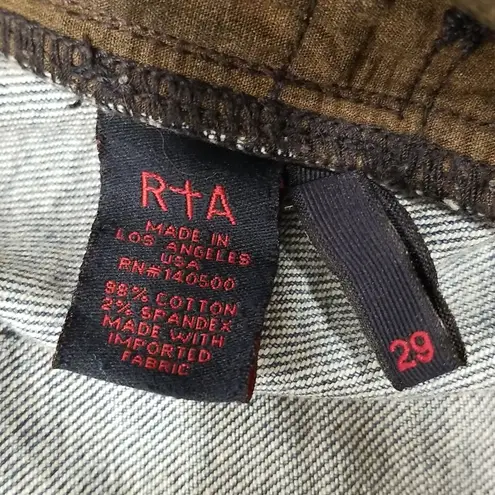 R†A
MADE IN
LOS ANGELES
USA
RN#140500
98% COTTON
2% SPANDEX
MADE WITH
IMPORTED
FABRIC
29